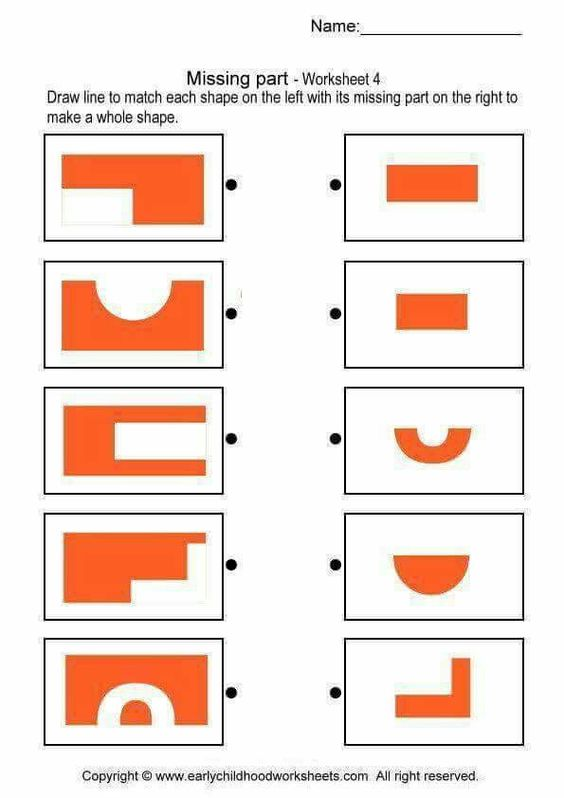 Name:___________________
Missing part - Worksheet 4
Draw line to match each shape on the left with its missing part on the right to
make a whole shape.
Copyright © www.earlychildhoodworksheets.com All right reserved.